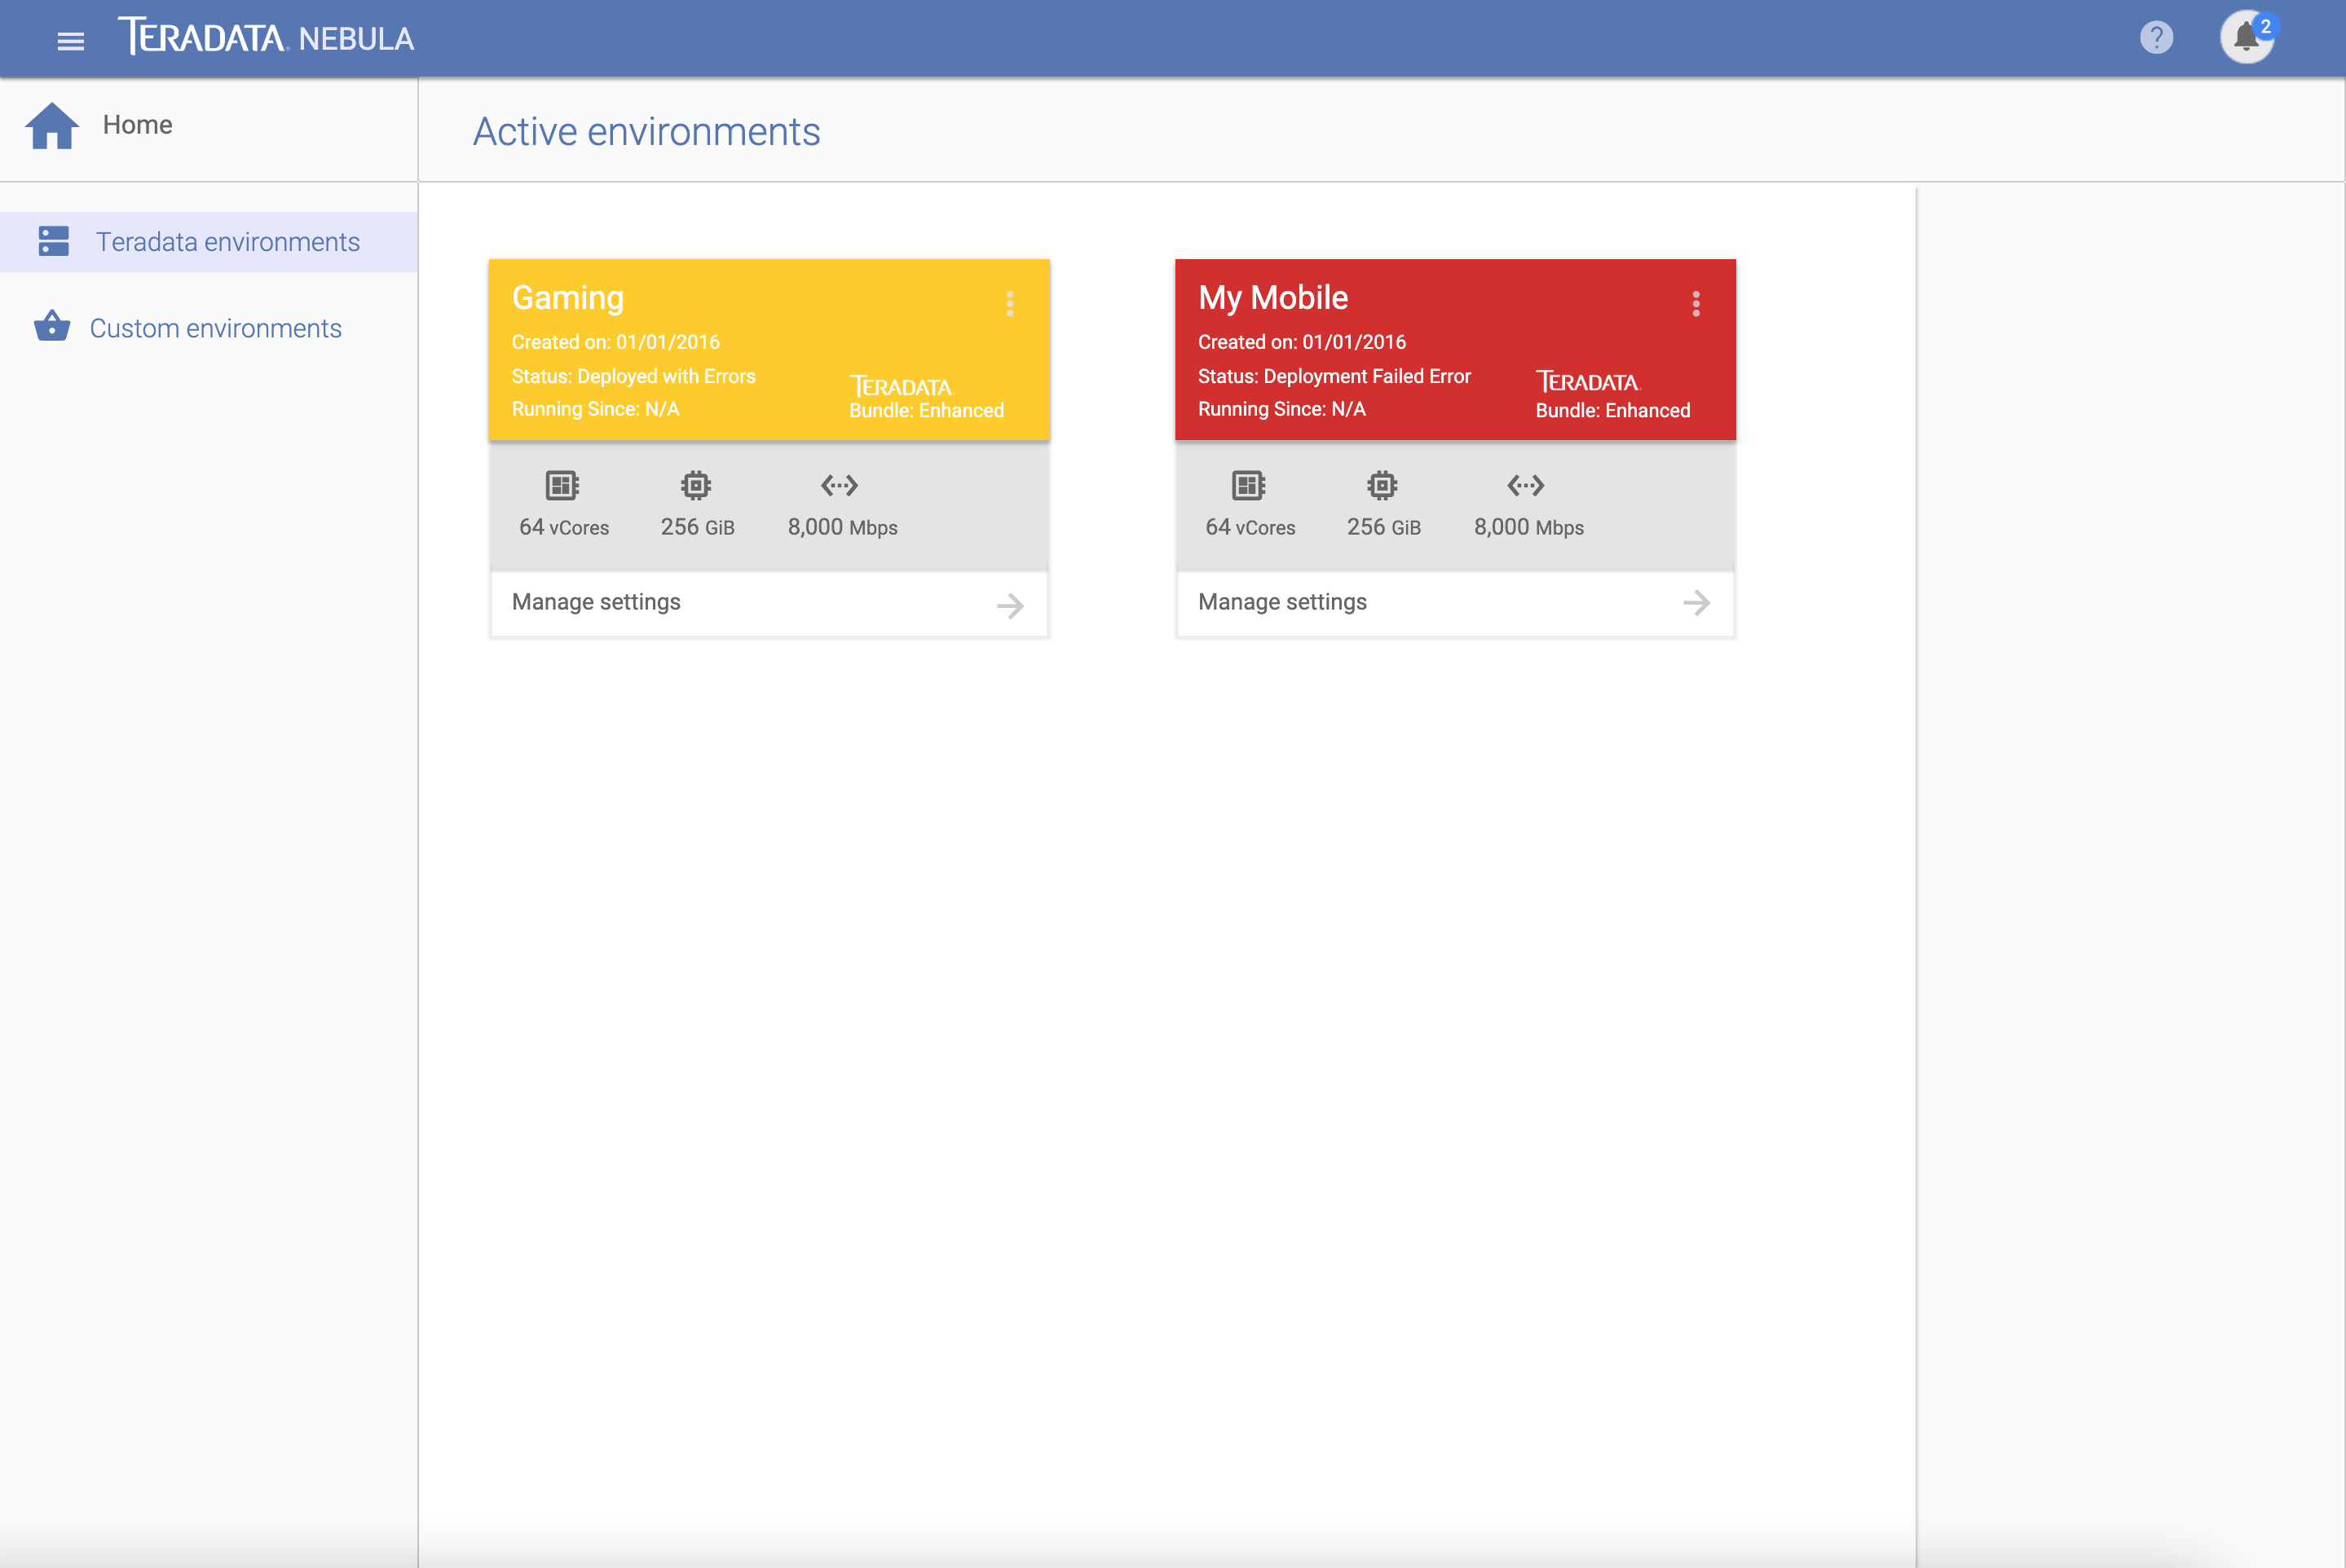 TERADATA NEBULA
?
2
Home
Active environments
Teradata environments
Custom environments
Gaming
Created on: 01/01/2016
Status: Deployed with Errors
Running Since: N/A
TERADATA
Bundle: Enhanced
64 vCores
256 GiB
8,000 Mbps
Manage settings
My Mobile
Created on: 01/01/2016
Status: Deployment Failed Error
Running Since: N/A
TERADATA
Bundle: Enhanced
64 vCores
256 GiB
8,000 Mbps
Manage settings